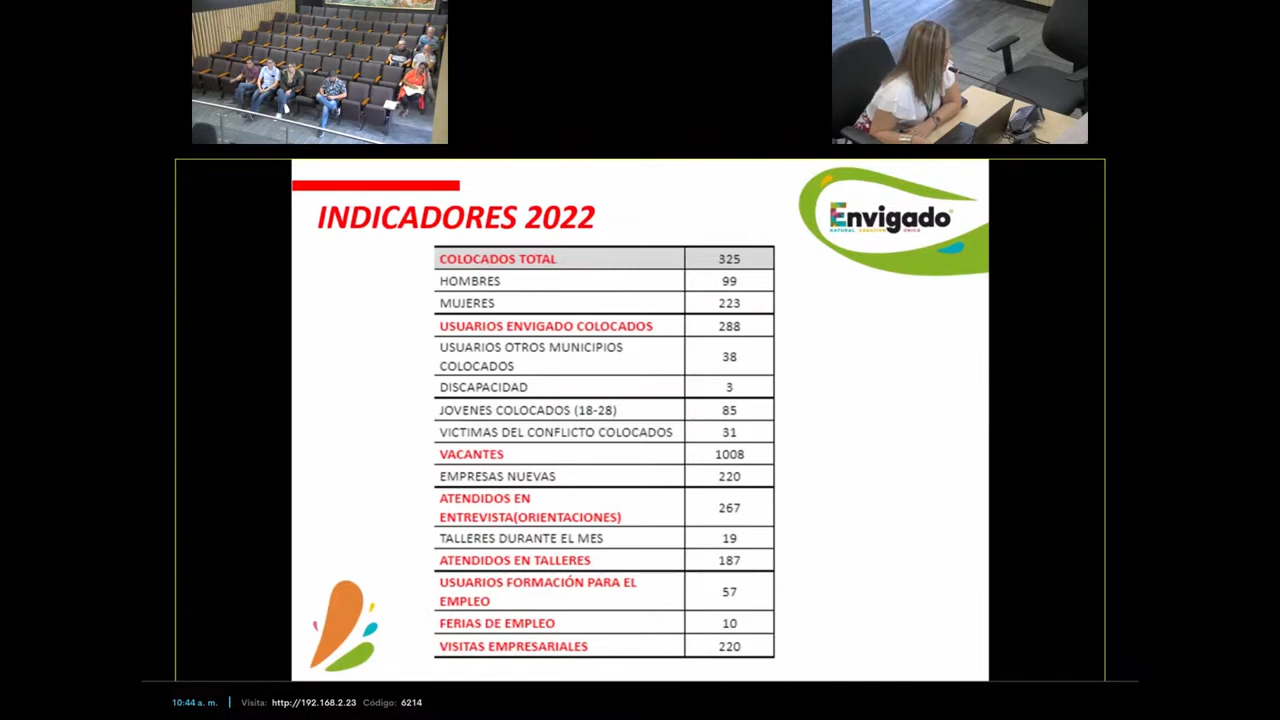 INDICADORES 2022
Envigado
NATURAL CREATIVO ÚNICO
COLOCADOS TOTAL 325
HOMBRES 99
MUJERES 223
USUARIOS ENVIGADO COLOCADOS 288
USUARIOS OTROS MUNICIPIOS
COLOCADOS 38
DISCAPACIDAD 3
JOVENES COLOCADOS (18-28) 85
VICTIMAS DEL CONFLICTO COLOCADOS 31
VACANTES 1008
EMPRESAS NUEVAS 220
ATENDIDOS EN
ENTREVISTA(ORIENTACIONES) 267
TALLERES DURANTE EL MES 19
ATENDIDOS EN TALLERES 187
USUARIOS FORMACIÓN PARA EL
EMPLEO 57
FERIAS DE EMPLEO 10
VISITAS EMPRESARIALES 220
10:44 a. m. | Visita: http://192.168.2.23 Código: 6214